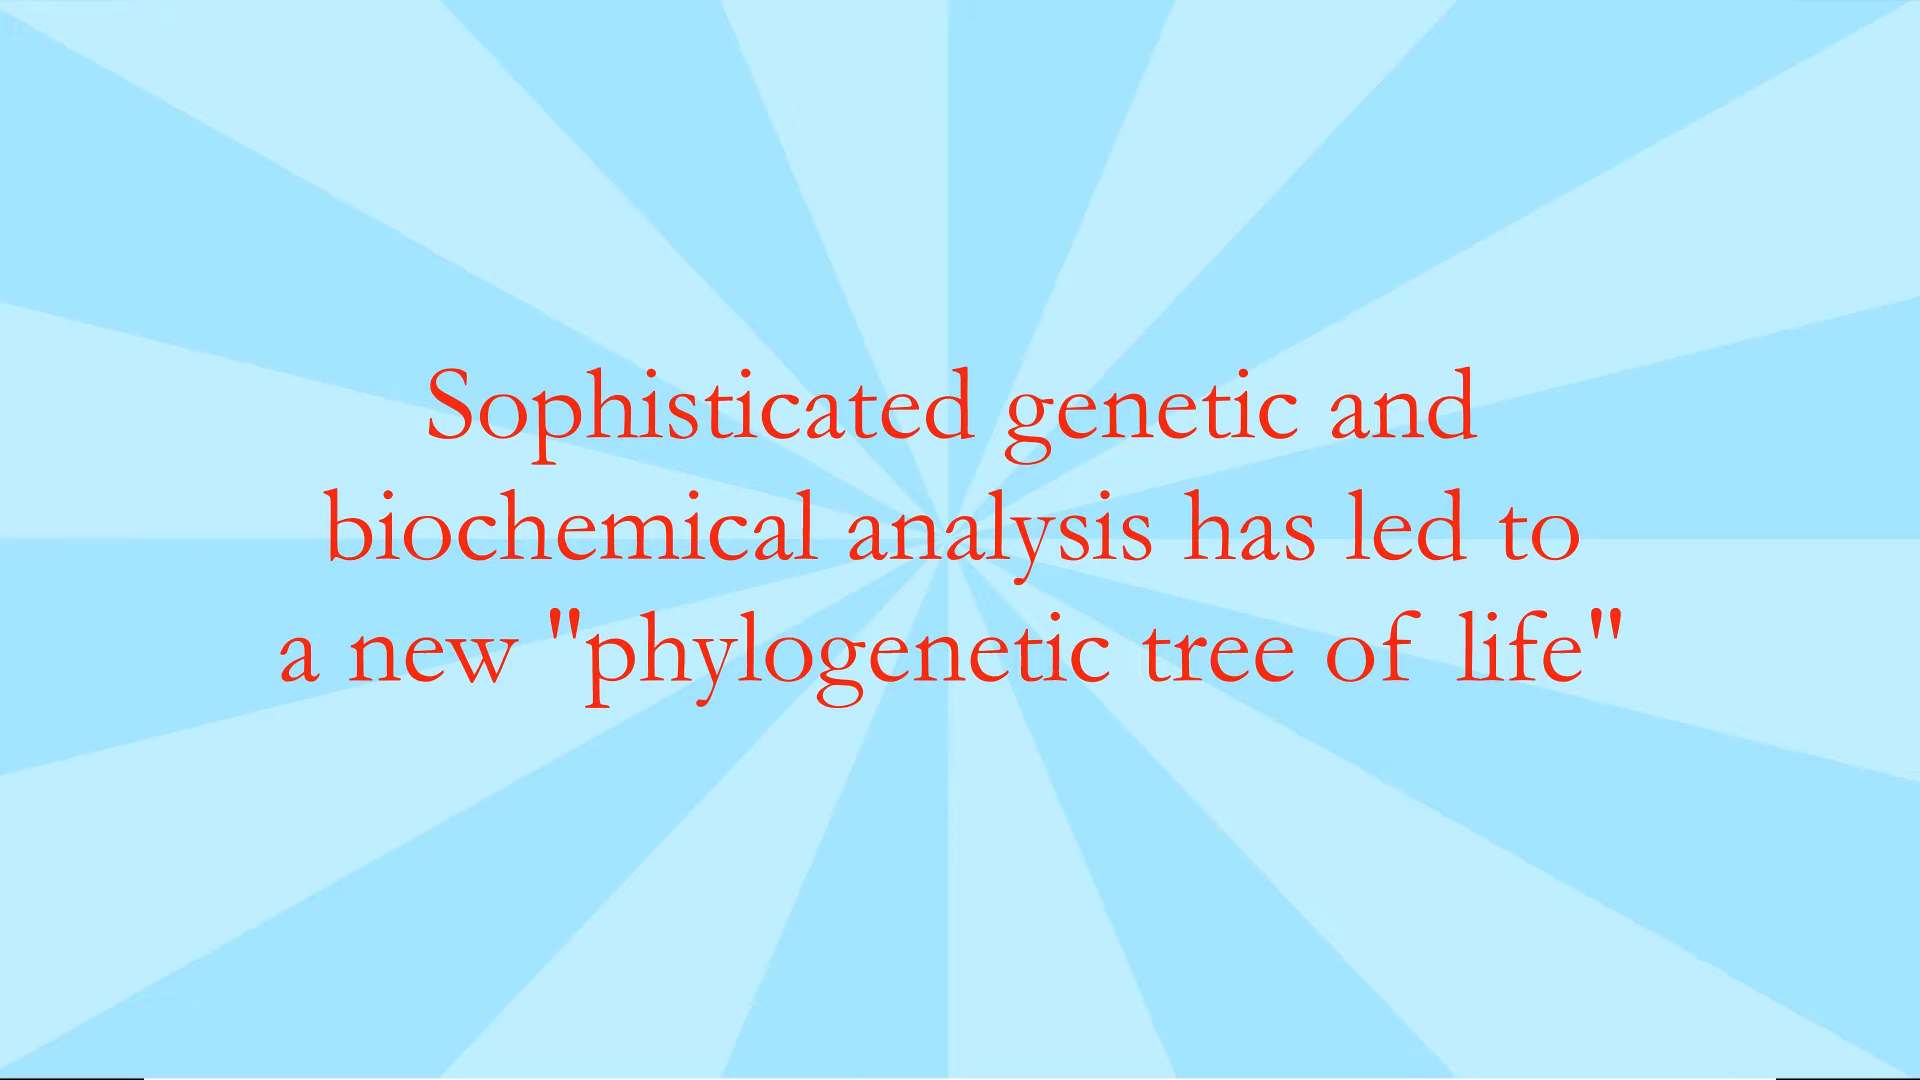 Sophisticated genetic and
biochemical analysis has led to
a new "phylogenetic tree of life"